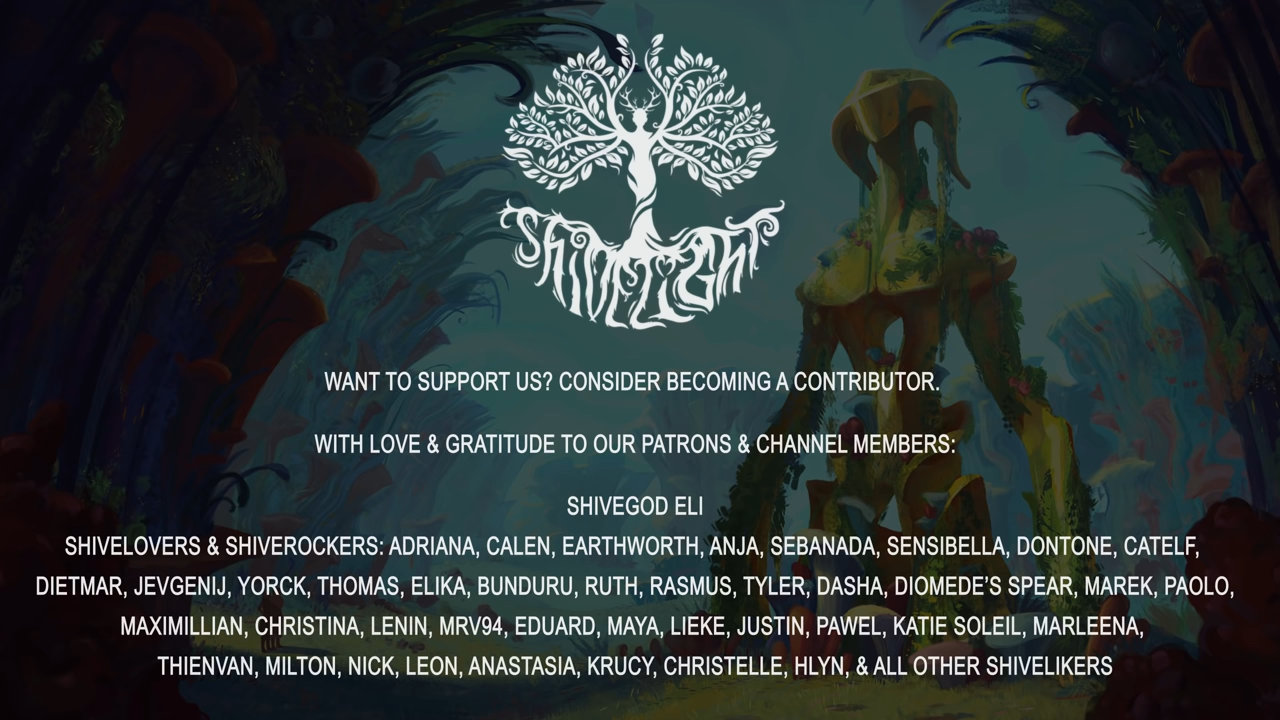 ShiveLight
WANT TO SUPPORT US? CONSIDER BECOMING A CONTRIBUTOR.
WITH LOVE & GRATITUDE TO OUR PATRONS & CHANNEL MEMBERS:
SHIVEGOD ELI
SHIVELOVERS & SHIVEROCKERS: ADRIANA, CALEN, EARTHWORTH, ANJA, SEBANADA, SENSIBELLA, DONTONE, CATELF,
DIETMAR, JEVGENIJ, YORCK, THOMAS, ELIKA, BUNDURU, RUTH, RASMUS, TYLER, DASHA, DIOMEDE’S SPEAR, MAREK, PAOLO,
MAXIMILLIAN, CHRISTINA, LENIN, MRV94, EDUARD, MAYA, LIEKE, JUSTIN, PAWEL, KATIE SOLEIL, MARLEENA,
THIENVAN, MILTON, NICK, LEON, ANASTASIA, KRUCY, CHRISTELLE, HLYN, & ALL OTHER SHIVELIKERS